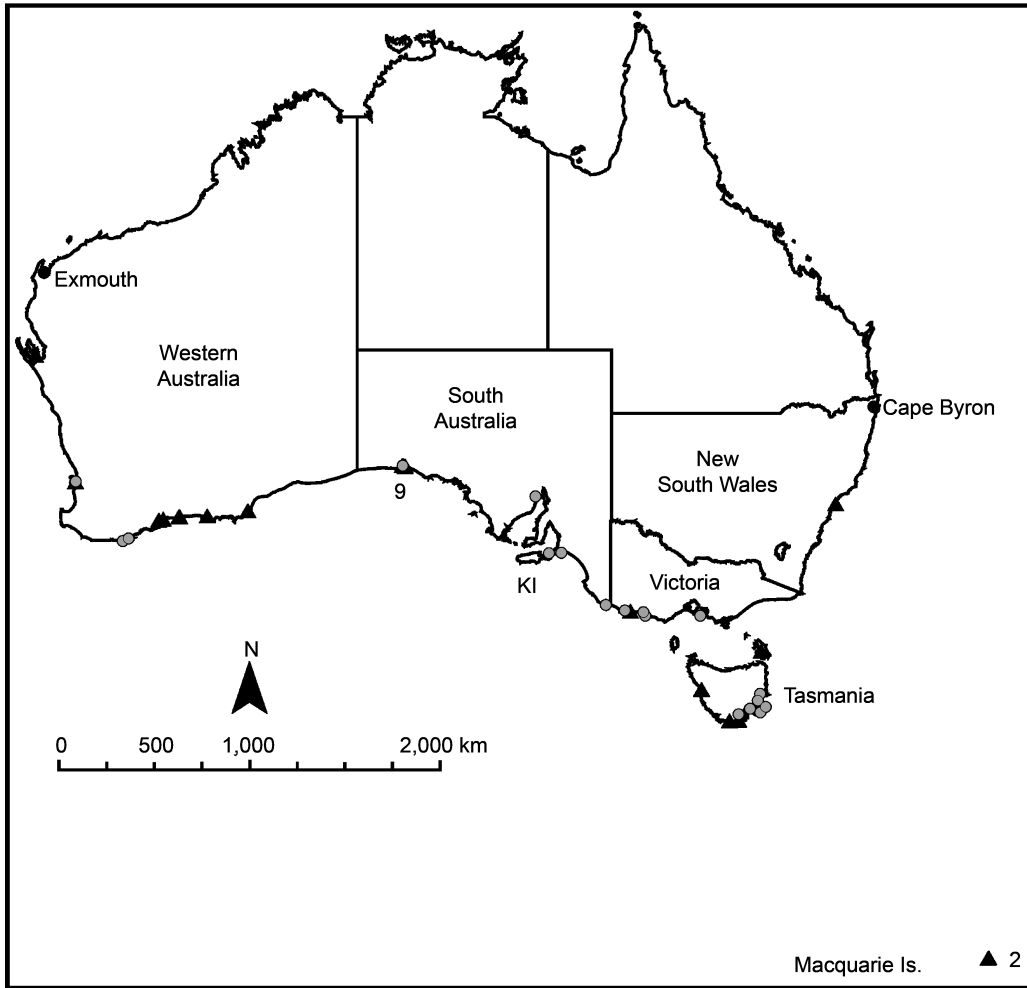 Exmouth
Western
Australia
South
Australia
Cape Byron
New
South Wales
9
KI
Victoria
N
Tasmania
0 500 1,000 2,000 km
Macquarie Is. 2